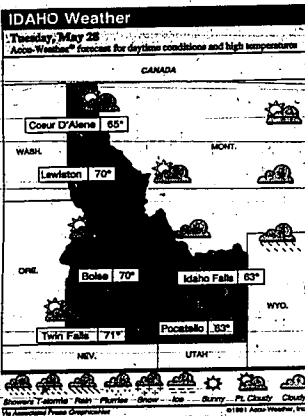 IDAHO Weather
Tuesday, May 28
Accu-Weather® forecast for daytime conditions and high temperatures
CANADA
Coeur D'Alene 65°
WASH.
MONT.
Lewiston 70°
ORE.
Boise 70°
Idaho Falls 63°
WYO.
Twin Falls 71°
Pocatello 63°
NEV.
UTAH
Showers T-storms Rain Flurries Snow Ice Sunny Pt. Cloudy Cloudy
Via Associated Press GraphicsNet
©1991 Accu-Weather, Inc.